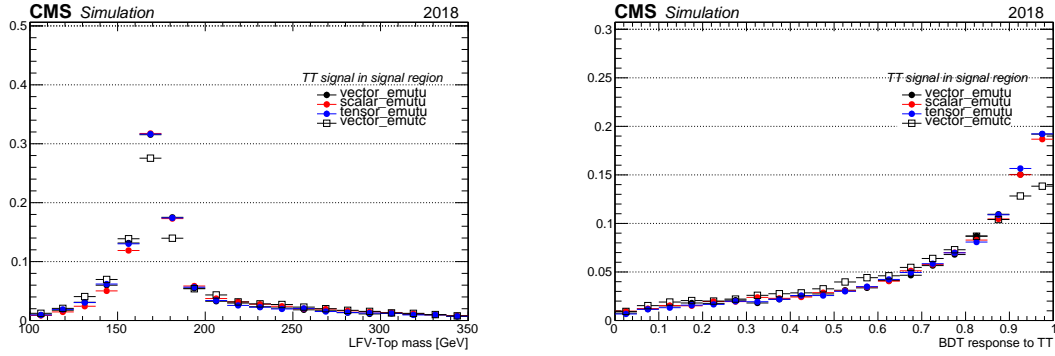 CMS Simulation 2018
0.5
0.4
0.3
0.2
0.1
0
TT signal in signal region
vector_emutu
scalar_emutu
tensor_emutu
vector_emutc
100 150 200 250 300 350
LFV-Top mass [GeV]
CMS Simulation 2018
0.3
0.25
0.2
0.15
0.1
0.05
0
TT signal in signal region
vector_emutu
scalar_emutu
tensor_emutu
vector_emutc
0 0.1 0.2 0.3 0.4 0.5 0.6 0.7 0.8 0.9 1
BDT response to TT